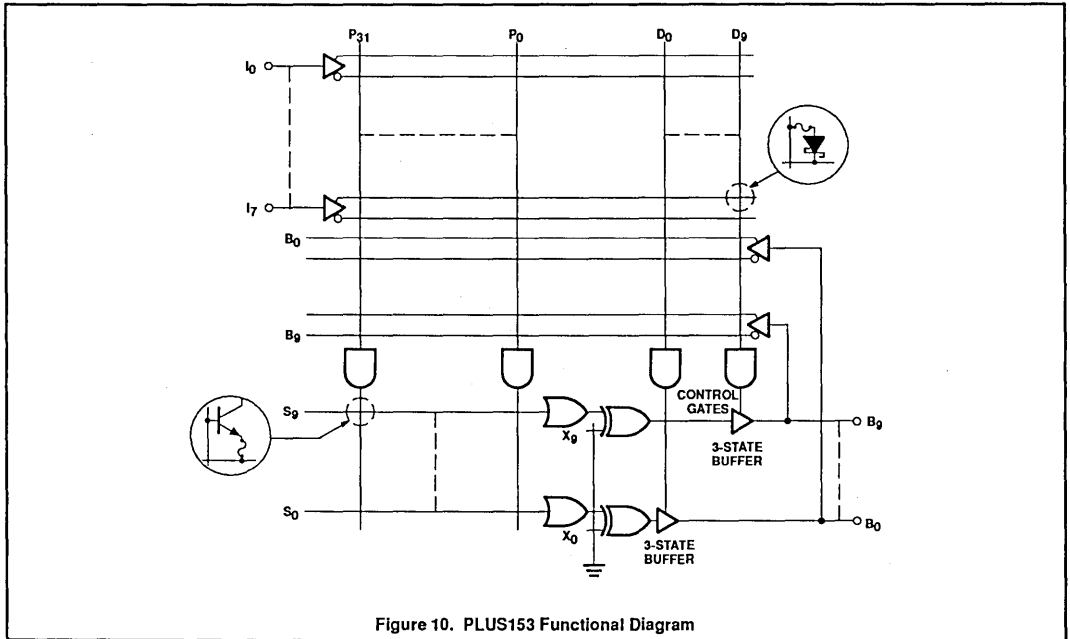 P31 P0 D0 D9
I0
I7
B0
B9
CONTROL
GATES
S9
X9
B9
3-STATE
BUFFER
S0
X0
B0
3-STATE
BUFFER
Figure 10. PLUS153 Functional Diagram